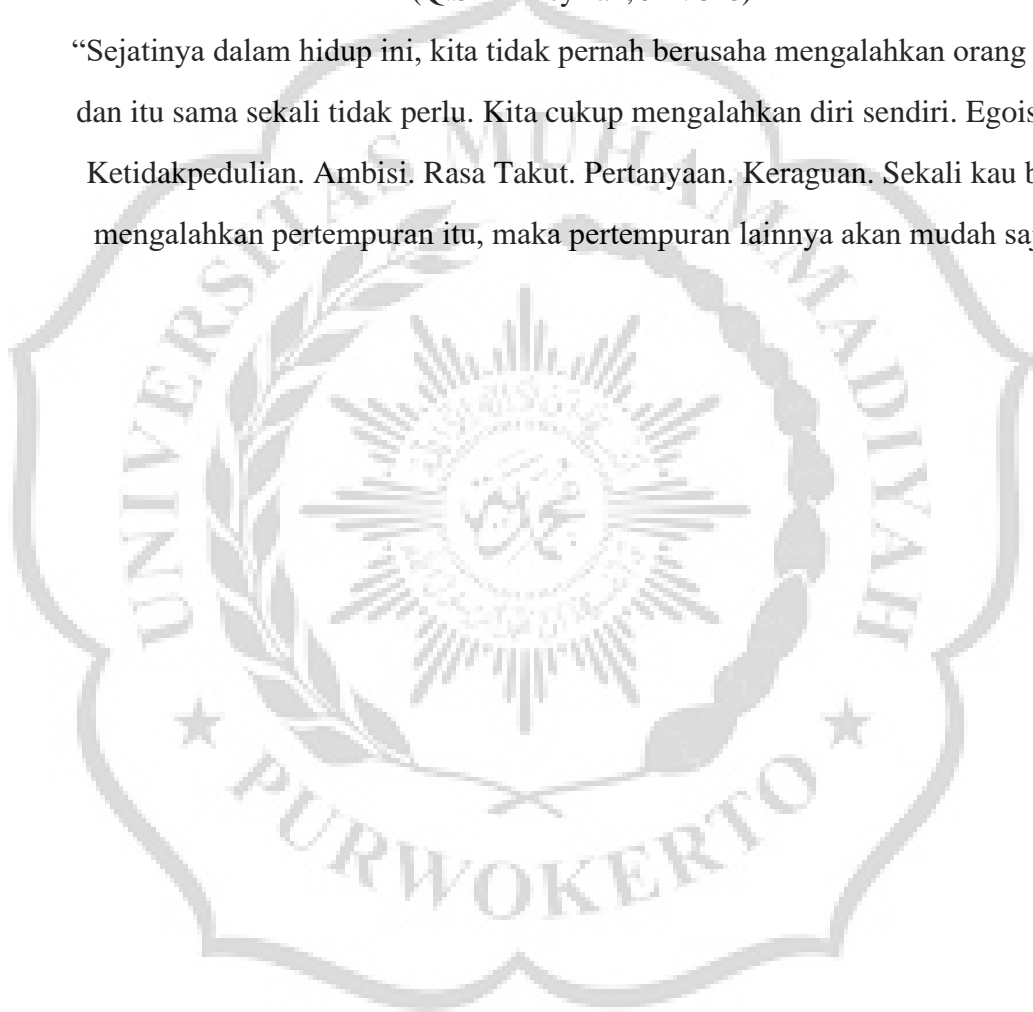 “Sejatinya dalam hidup ini, kita tidak pernah berusaha mengalahkan orang
dan itu sama sekali tidak perlu. Kita cukup mengalahkan diri sendiri. Egois
Ketidakpedulian. Ambisi. Rasa Takut. Pertanyaan. Keraguan. Sekali kau b
mengalahkan pertempuran itu, maka pertempuran lainnya akan mudah saj
UNIVERSITAS MUHAMMADIYAH
PURWOKERTO